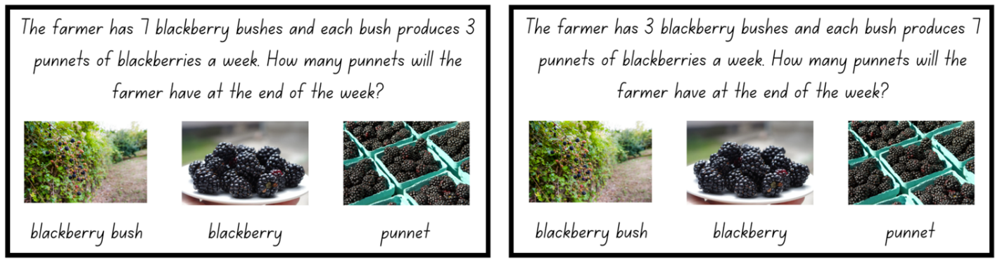 The farmer has 7 blackberry bushes and each bush produces 3
punnets of blackberries a week. How many punnets will the
farmer have at the end of the week?
blackberry bush
blackberry
punnet
The farmer has 3 blackberry bushes and each bush produces 7
punnets of blackberries a week. How many punnets will the
farmer have at the end of the week?
blackberry bush
blackberry
punnet